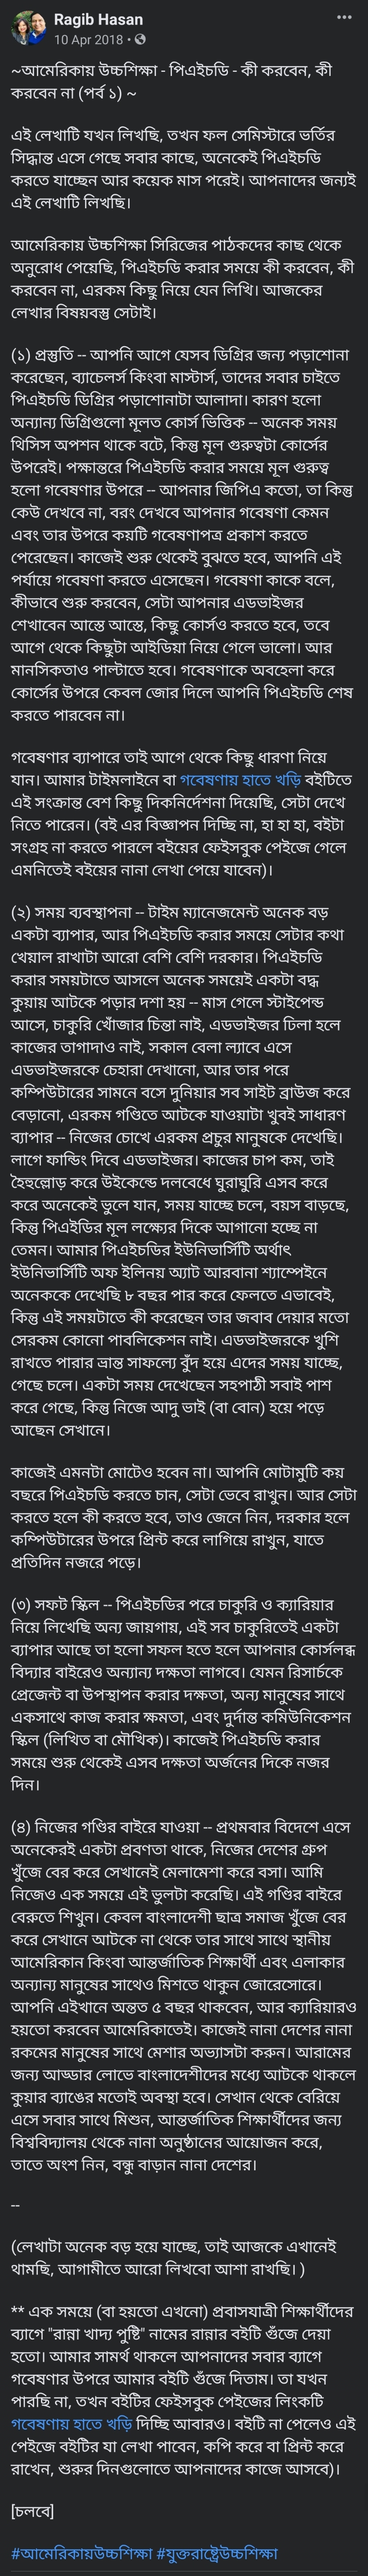 Ragib Hasan
10 Apr 2018 •
~আমেরিকায় উচ্চশিক্ষা - পিএইচডি - কী করবেন, কী
করবেন না (পর্ব ১) ~
এই লেখাটি যখন লিখছি, তখন ফল সেমিস্টারে ভর্তির
সিদ্ধান্ত এসে গেছে সবার কাছে, অনেকেই পিএইচডি
করতে যাচ্ছেন আর কয়েক মাস পরেই। আপনাদের জন্যই
এই লেখাটি লিখছি।
আমেরিকায় উচ্চশিক্ষা সিরিজের পাঠকদের কাছ থেকে
অনুরোধ পেয়েছি, পিএইচডি করার সময়ে কী করবেন, কী
করবেন না, এরকম কিছু নিয়ে যেন লিখি। আজকের
লেখার বিষয়বস্তু সেটাই।
(১) প্রস্তুতি -- আপনি আগে যেসব ডিগ্রির জন্য পড়াশোনা
করেছেন, ব্যাচেলর্স কিংবা মাস্টার্স, তাদের সবার চাইতে
পিএইচডি ডিগ্রির পড়াশোনাটা আলাদা। কারণ হলো
অন্যান্য ডিগ্রিগুলো মূলত কোর্স ভিত্তিক -- অনেক সময়
থিসিস অপশন থাকে বটে, কিন্তু মূল গুরুত্বটা কোর্সের
উপরেই। পক্ষান্তরে পিএইচডি করার সময়ে মূল গুরুত্ব
হলো গবেষণার উপরে -- আপনার জিপিএ কতো, তা কিন্তু
কেউ দেখবে না, বরং দেখবে আপনার গবেষণা কেমন
এবং তার উপরে কয়টি গবেষণাপত্র প্রকাশ করতে
পেরেছেন। কাজেই শুরু থেকেই বুঝতে হবে, আপনি এই
পর্যায়ে গবেষণা করতে এসেছেন। গবেষণা কাকে বলে,
কীভাবে শুরু করবেন, সেটা আপনার এডভাইজর
শেখাবেন আস্তে আস্তে, কিছু কোর্সও করতে হবে, তবে
আগে থেকে কিছুটা আইডিয়া নিয়ে গেলে ভালো। আর
মানসিকতাও পাল্টাতে হবে। গবেষণাকে অবহেলা করে
কোর্সের উপরে কেবল জোর দিলে আপনি পিএইচডি শেষ
করতে পারবেন না।
গবেষণার ব্যাপারে তাই আগে থেকে কিছু ধারণা নিয়ে
যান। আমার টাইমলাইনে বা গবেষণায় হাতে খড়ি বইটিতে
এই সংক্রান্ত বেশ কিছু দিকনির্দেশনা দিয়েছি, সেটা দেখে
নিতে পারেন। (বই এর বিজ্ঞাপন দিচ্ছি না, হা হা হা, বইটা
সংগ্রহ না করতে পারলে বইয়ের ফেইসবুক পেইজে গেলে
এমনিতেই বইয়ের নানা লেখা পেয়ে যাবেন)।
(২) সময় ব্যবস্থাপনা -- টাইম ম্যানেজমেন্ট অনেক বড়
একটা ব্যাপার, আর পিএইচডি করার সময়ে সেটার কথা
খেয়াল রাখাটা আরো বেশি বেশি দরকার। পিএইচডি
করার সময়টাতে আসলে অনেক সময়েই একটা বদ্ধ
কুয়ায় আটকে পড়ার দশা হয় -- মাস গেলে স্টাইপেন্ড
আসে, চাকুরি খোঁজার চিন্তা নাই, এডভাইজর ঢিলা হলে
কাজের তাগাদাও নাই, সকাল বেলা ল্যাবে এসে
এডভাইজরকে চেহারা দেখানো, আর তার পরে
কম্পিউটারের সামনে বসে দুনিয়ার সব সাইট ব্রাউজ করে
বেড়ানো, এরকম গণ্ডিতে আটকে যাওয়াটা খুবই সাধারণ
ব্যাপার -- নিজের চোখে এরকম প্রচুর মানুষকে দেখেছি।
লাগে ফান্ডিং দিবে এডভাইজর। কাজের চাপ কম, তাই
হৈহুল্লোড় করে উইকেন্ডে দলবেধে ঘুরাঘুরি এসব করে
করে অনেকেই ভুলে যান, সময় যাচ্ছে চলে, বয়স বাড়ছে,
কিন্তু পিএইডির মূল লক্ষ্যের দিকে আগানো হচ্ছে না
তেমন। আমার পিএইচডির ইউনিভার্সিটি অর্থাৎ
ইউনিভার্সিটি অফ ইলিনয় অ্যাট আরবানা শ্যাম্পেইনে
অনেককে দেখেছি ৮ বছর পার করে ফেলতে এভাবেই,
কিন্তু এই সময়টাতে কী করেছেন তার জবাব দেয়ার মতো
সেরকম কোনো পাবলিকেশন নাই। এডভাইজরকে খুশি
রাখতে পারার ভ্রান্ত সাফল্যে বুঁদ হয়ে এদের সময় যাচ্ছে,
গেছে চলে। একটা সময় দেখেছেন সহপাঠী সবাই পাশ
করে গেছে, কিন্তু নিজে আদু ভাই (বা বোন) হয়ে পড়ে
আছেন সেখানে।
কাজেই এমনটা মোটেও হবেন না। আপনি মোটামুটি কয়
বছরে পিএইচডি করতে চান, সেটা ভেবে রাখুন। আর সেটা
করতে হলে কী করতে হবে, তাও জেনে নিন, দরকার হলে
কম্পিউটারের উপরে প্রিন্ট করে লাগিয়ে রাখুন, যাতে
প্রতিদিন নজরে পড়ে।
(৩) সফট স্কিল -- পিএইচডির পরে চাকুরি ও ক্যারিয়ার
নিয়ে লিখেছি অন্য জায়গায়, এই সব চাকুরিতেই একটা
ব্যাপার আছে তা হলো সফল হতে হলে আপনার কোর্সলব্ধ
বিদ্যার বাইরেও অন্যান্য দক্ষতা লাগবে। যেমন রিসার্চকে
প্রেজেন্ট বা উপস্থাপন করার দক্ষতা, অন্য মানুষের সাথে
একসাথে কাজ করার ক্ষমতা, এবং দুর্দান্ত কমিউনিকেশন
স্কিল (লিখিত বা মৌখিক)। কাজেই পিএইচডি করার
সময়ে শুরু থেকেই এসব দক্ষতা অর্জনের দিকে নজর
দিন।
(৪) নিজের গণ্ডির বাইরে যাওয়া -- প্রথমবার বিদেশে এসে
অনেকেরই একটা প্রবণতা থাকে, নিজের দেশের গ্রুপ
খুঁজে বের করে সেখানেই মেলামেশা করে বসা। আমি
নিজেও এক সময়ে এই ভুলটা করেছি। এই গণ্ডির বাইরে
বেরুতে শিখুন। কেবল বাংলাদেশী ছাত্র সমাজ খুঁজে বের
করে সেখানে আটকে না থেকে তার সাথে সাথে স্থানীয়
আমেরিকান কিংবা আন্তর্জাতিক শিক্ষার্থী এবং এলাকার
অন্যান্য মানুষের সাথেও মিশতে থাকুন জোরেসোরে।
আপনি এইখানে অন্তত ৫ বছর থাকবেন, আর ক্যারিয়ারও
হয়তো করবেন আমেরিকাতেই। কাজেই নানা দেশের নানা
রকমের মানুষের সাথে মেশার অভ্যাসটা করুন। আরামের
জন্য আড্ডার লোভে বাংলাদেশীদের মধ্যে আটকে থাকলে
কুয়ার ব্যাঙের মতোই অবস্থা হবে। সেখান থেকে বেরিয়ে
এসে সবার সাথে মিশুন, আন্তর্জাতিক শিক্ষার্থীদের জন্য
বিশ্ববিদ্যালয় থেকে নানা অনুষ্ঠানের আয়োজন করে,
তাতে অংশ নিন, বন্ধু বাড়ান নানা দেশের।
--
(লেখাটা অনেক বড় হয়ে যাচ্ছে, তাই আজকে এখানেই
থামছি, আগামীতে আরো লিখবো আশা রাখছি। )
** এক সময়ে (বা হয়তো এখনো) প্রবাসযাত্রী শিক্ষার্থীদের
ব্যাগে "রান্না খাদ্য পুষ্টি" নামের রান্নার বইটি গুঁজে দেয়া
হতো। আমার সামর্থ থাকলে আপনাদের সবার ব্যাগে
গবেষণার উপরে আমার বইটি গুঁজে দিতাম। তা যখন
পারছি না, তখন বইটির ফেইসবুক পেইজের লিংকটি
গবেষণায় হাতে খড়ি দিচ্ছি আবারও। বইটি না পেলেও এই
পেইজে বইটির যা লেখা পাবেন, কপি করে বা প্রিন্ট করে
রাখেন, শুরুর দিনগুলোতে আপনাদের কাজে আসবে)।
[চলবে]
#আমেরিকায়উচ্চশিক্ষা #যুক্তরাষ্ট্রেউচ্চশিক্ষা